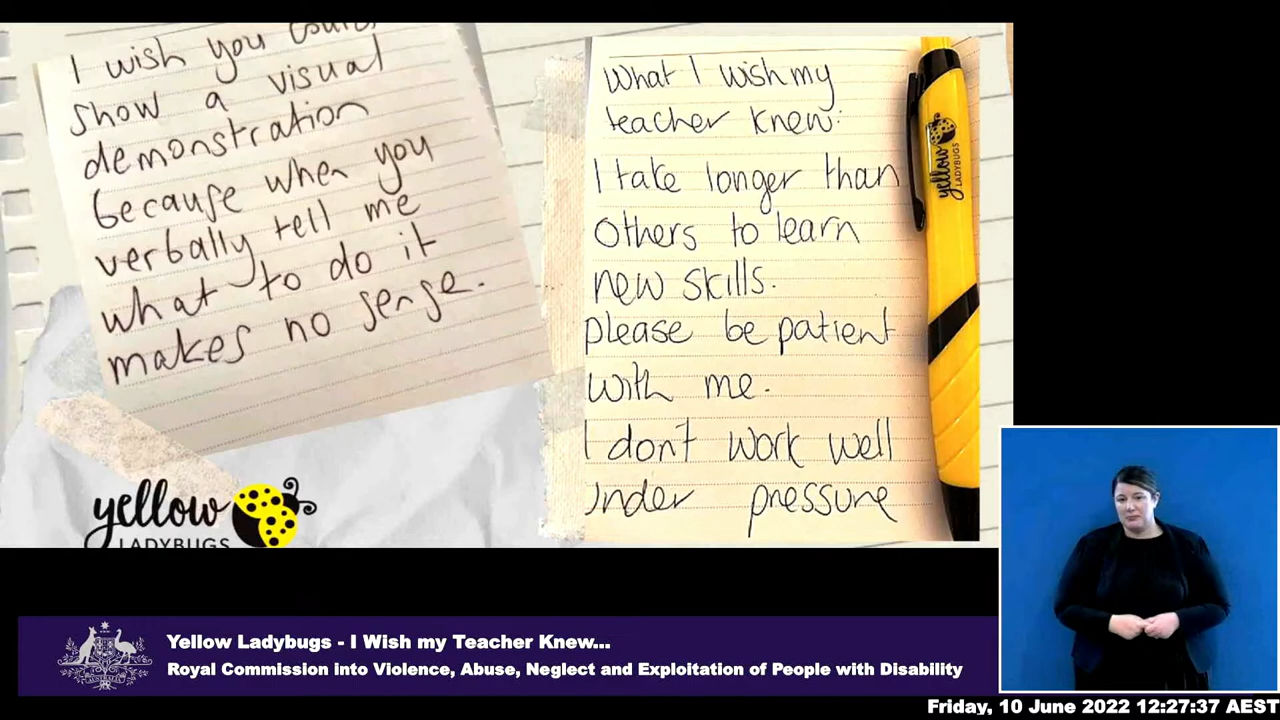 I wish you could
show a visual
demonstration
because when you
verbally tell me
what to do it
makes no sense.
yellow
LADYBUGS
What I wish my
teacher knew:
I take longer than
others to learn
new skills.
please be patient
with me.
I don't work well
under pressure
yellow
LADYBUGS
AUSTRALIA
Yellow Ladybugs - I Wish my Teacher Knew...
Royal Commission into Violence, Abuse, Neglect and Exploitation of People with Disability
Friday, 10 June 2022 12:27:37 AEST